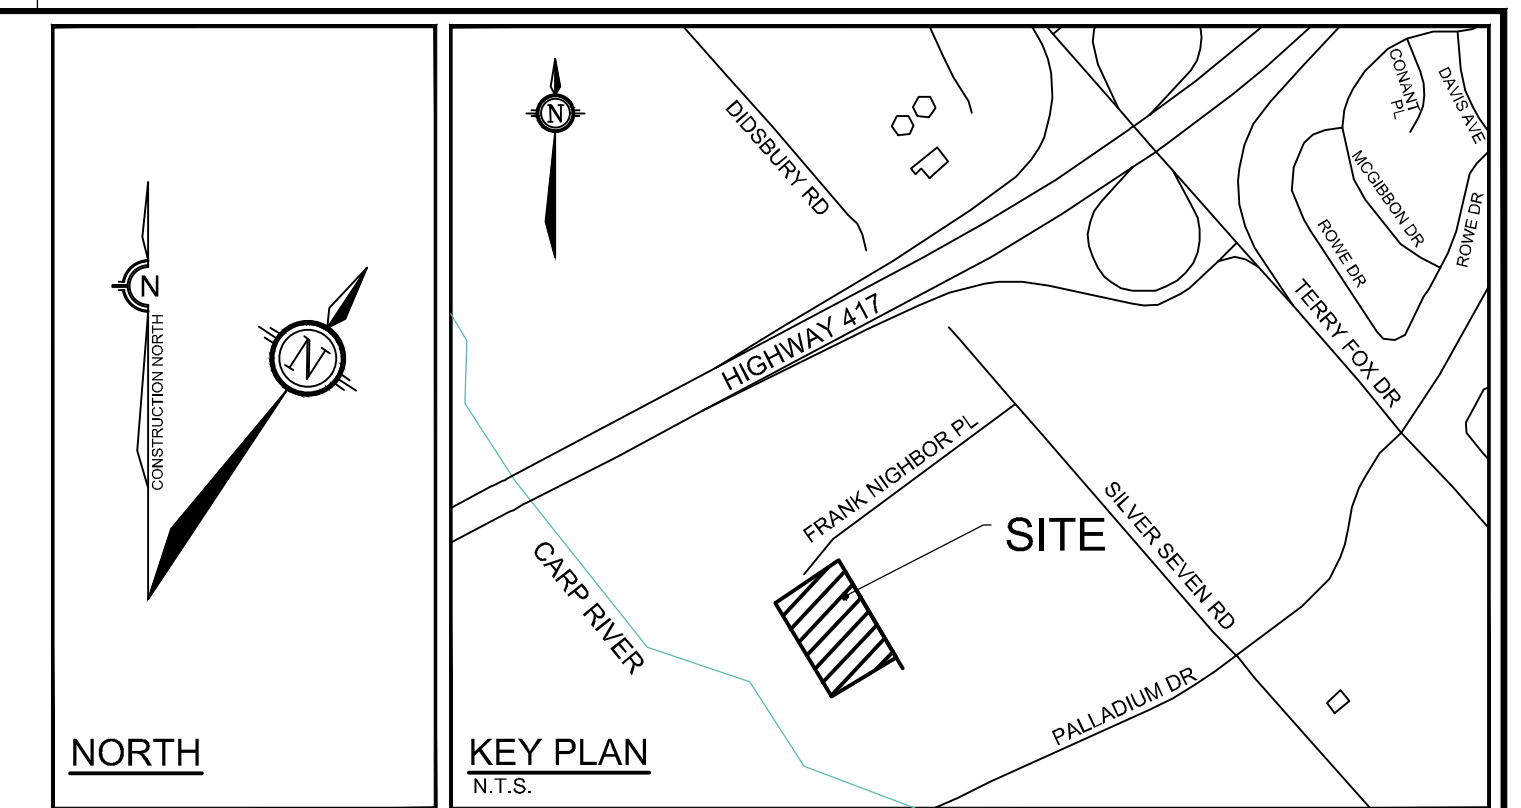 N
CONSTRUCTION NORTH
N
NORTH
N
DIDSBURY RD
CONANT
PL
DAVIS AVE
MCGIBBON DR
ROWE DR
ROWE DR
HIGHWAY 417
TERRY FOX DR
FRANK NIGHBOR PL
SITE
SILVER SEVEN RD
CARP RIVER
PALLADIUM DR
KEY PLAN
N.T.S.